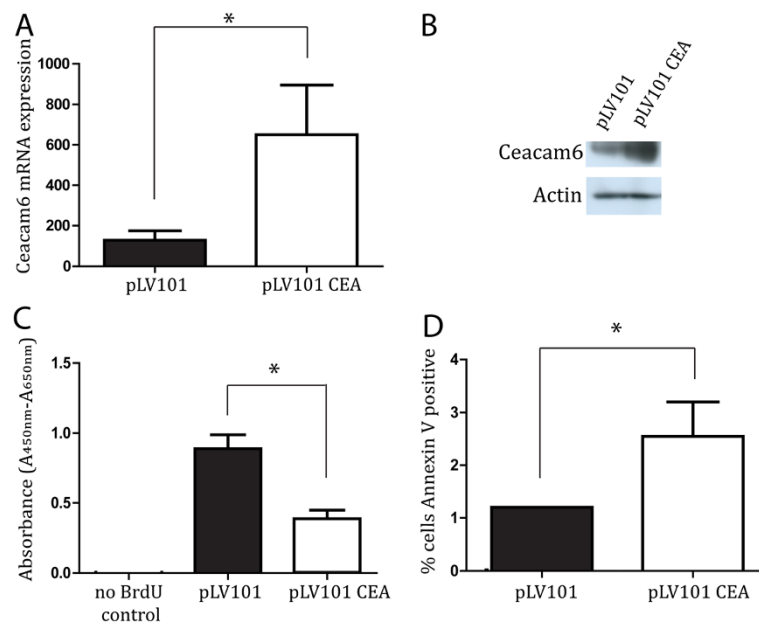 A
*
Ceacam6 mRNA expression
1000
800
600
400
200
0
pLV101
pLV101 CEA
B
pLV101
pLV101 CEA
Ceacam6
Actin
C
*
Absorbance (A450nm-A650nm)
1.5
1.0
0.5
0.0
no BrdU
control
pLV101
pLV101 CEA
D
*
% cells Annexin V positive
4
3
2
1
0
pLV101
pLV101 CEA